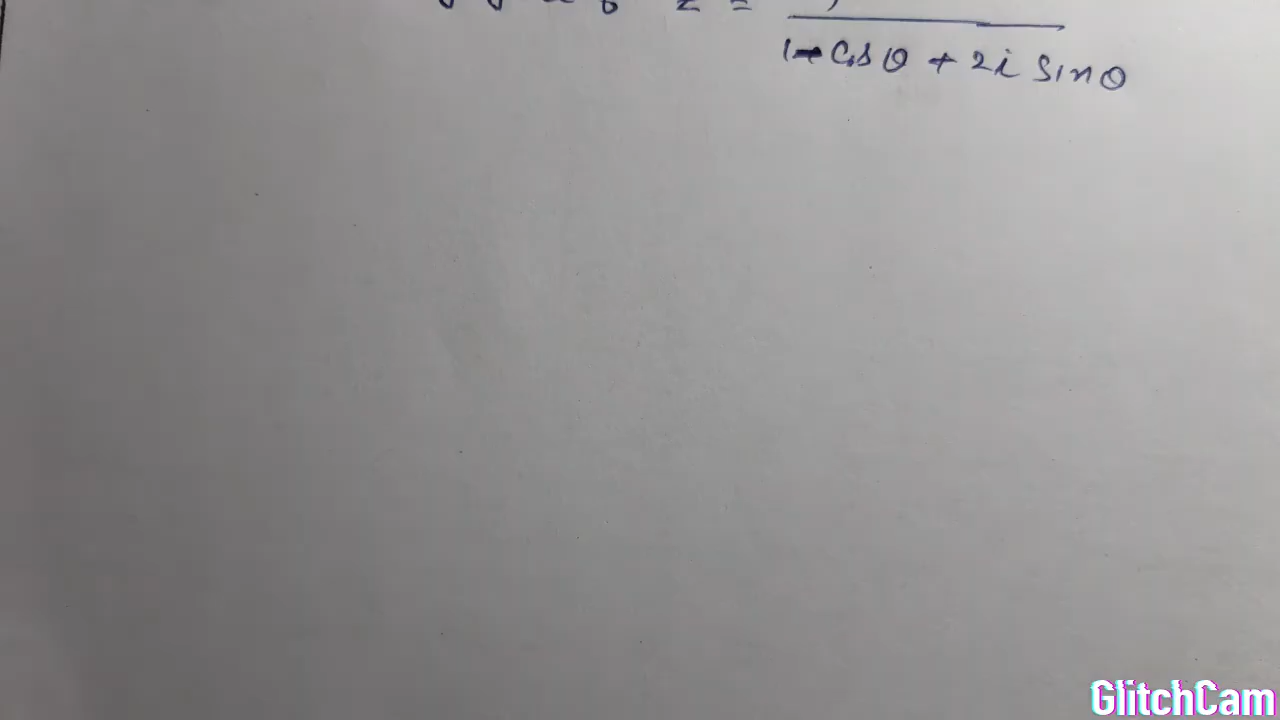 z =
1 - Cos θ + 2i Sin θ
GlitchCam